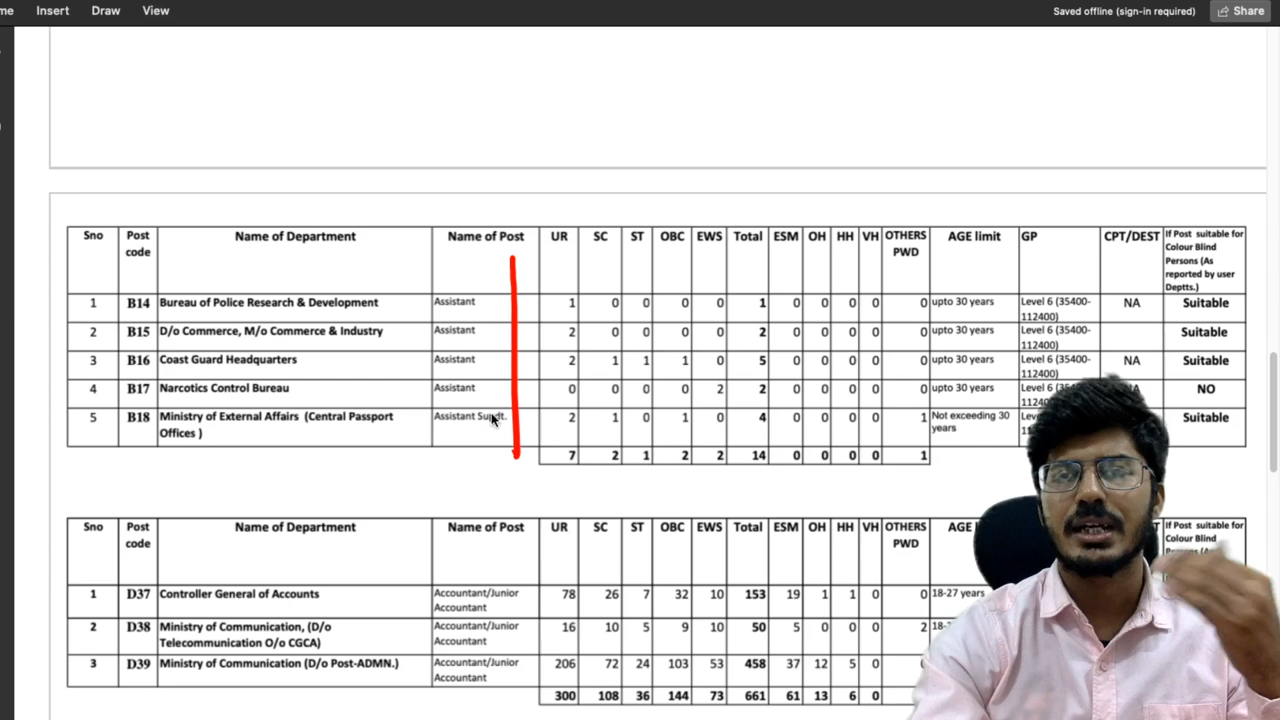 me Insert Draw View Saved offline (sign-in required) Share
Sno Post code Name of Department Name of Post UR SC ST OBC EWS Total ESM OH HH VH OTHERS PWD AGE limit GP CPT/DEST If Post suitable for Colour Blind Persons (As reported by user Deptts.)
1 B14 Bureau of Police Research & Development Assistant 1 0 0 0 0 1 0 0 0 0 0 upto 30 years Level 6 (35400-112400) NA Suitable
2 B15 D/o Commerce, M/o Commerce & Industry Assistant 2 0 0 0 0 2 0 0 0 0 0 upto 30 years Level 6 (35400-112400) Suitable
3 B16 Coast Guard Headquarters Assistant 2 1 1 1 0 5 0 0 0 0 0 upto 30 years Level 6 (35400-112400) NA Suitable
4 B17 Narcotics Control Bureau Assistant 0 0 0 0 2 2 0 0 0 0 0 upto 30 years Level 6 NO
5 B18 Ministry of External Affairs (Central Passport Offices ) Assistant 2 1 0 1 0 4 0 0 0 0 1 Not exceeding 30 years Suitable
7 2 1 2 2 14 0 0 0 0 1
Sno Post code Name of Department Name of Post UR SC ST OBC EWS Total ESM OH HH VH OTHERS PWD AGE If Post suitable for Colour Blind
1 D37 Controller General of Accounts Accountant/Junior Accountant 78 26 7 32 10 153 19 1 1 0 0 18-27 years
2 D38 Ministry of Communication, (D/o Telecommunication O/o CGCA) Accountant/Junior Accountant 16 10 5 9 10 50 5 0 0 0 2
3 D39 Ministry of Communication (D/o Post-ADMN.) Accountant/Junior Accountant 206 72 24 103 53 458 37 12 5 0
300 108 36 144 73 661 61 13 6 0